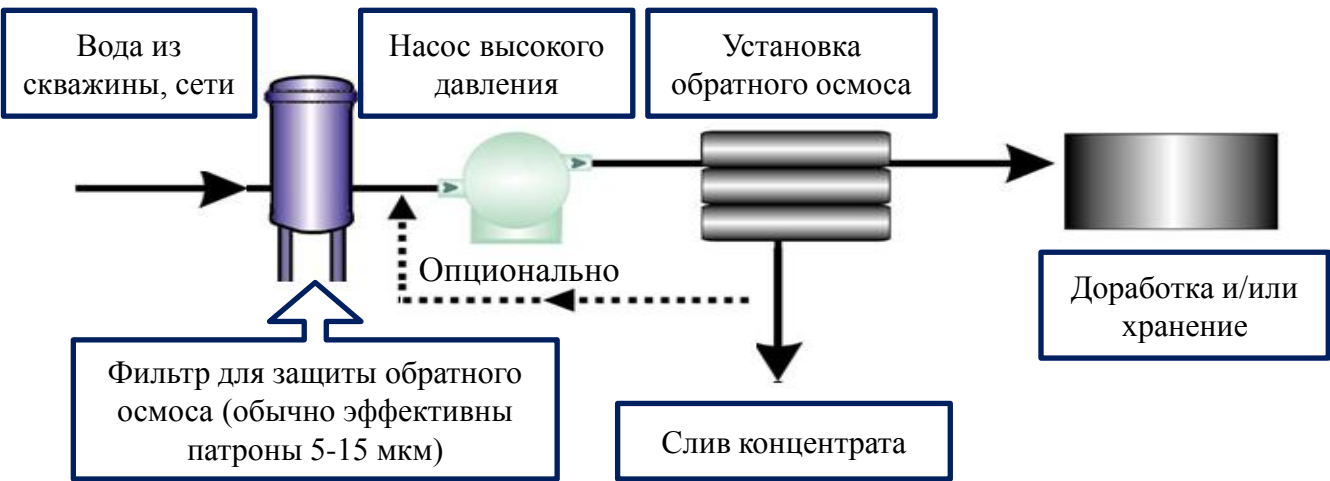 Вода из
скважины, сети
Насос высокого
давления
Установка
обратного осмоса
Опционально
Доработка и/или
хранение
Фильтр для защиты обратного
осмоса (обычно эффективны
патроны 5-15 мкм)
Слив концентрата